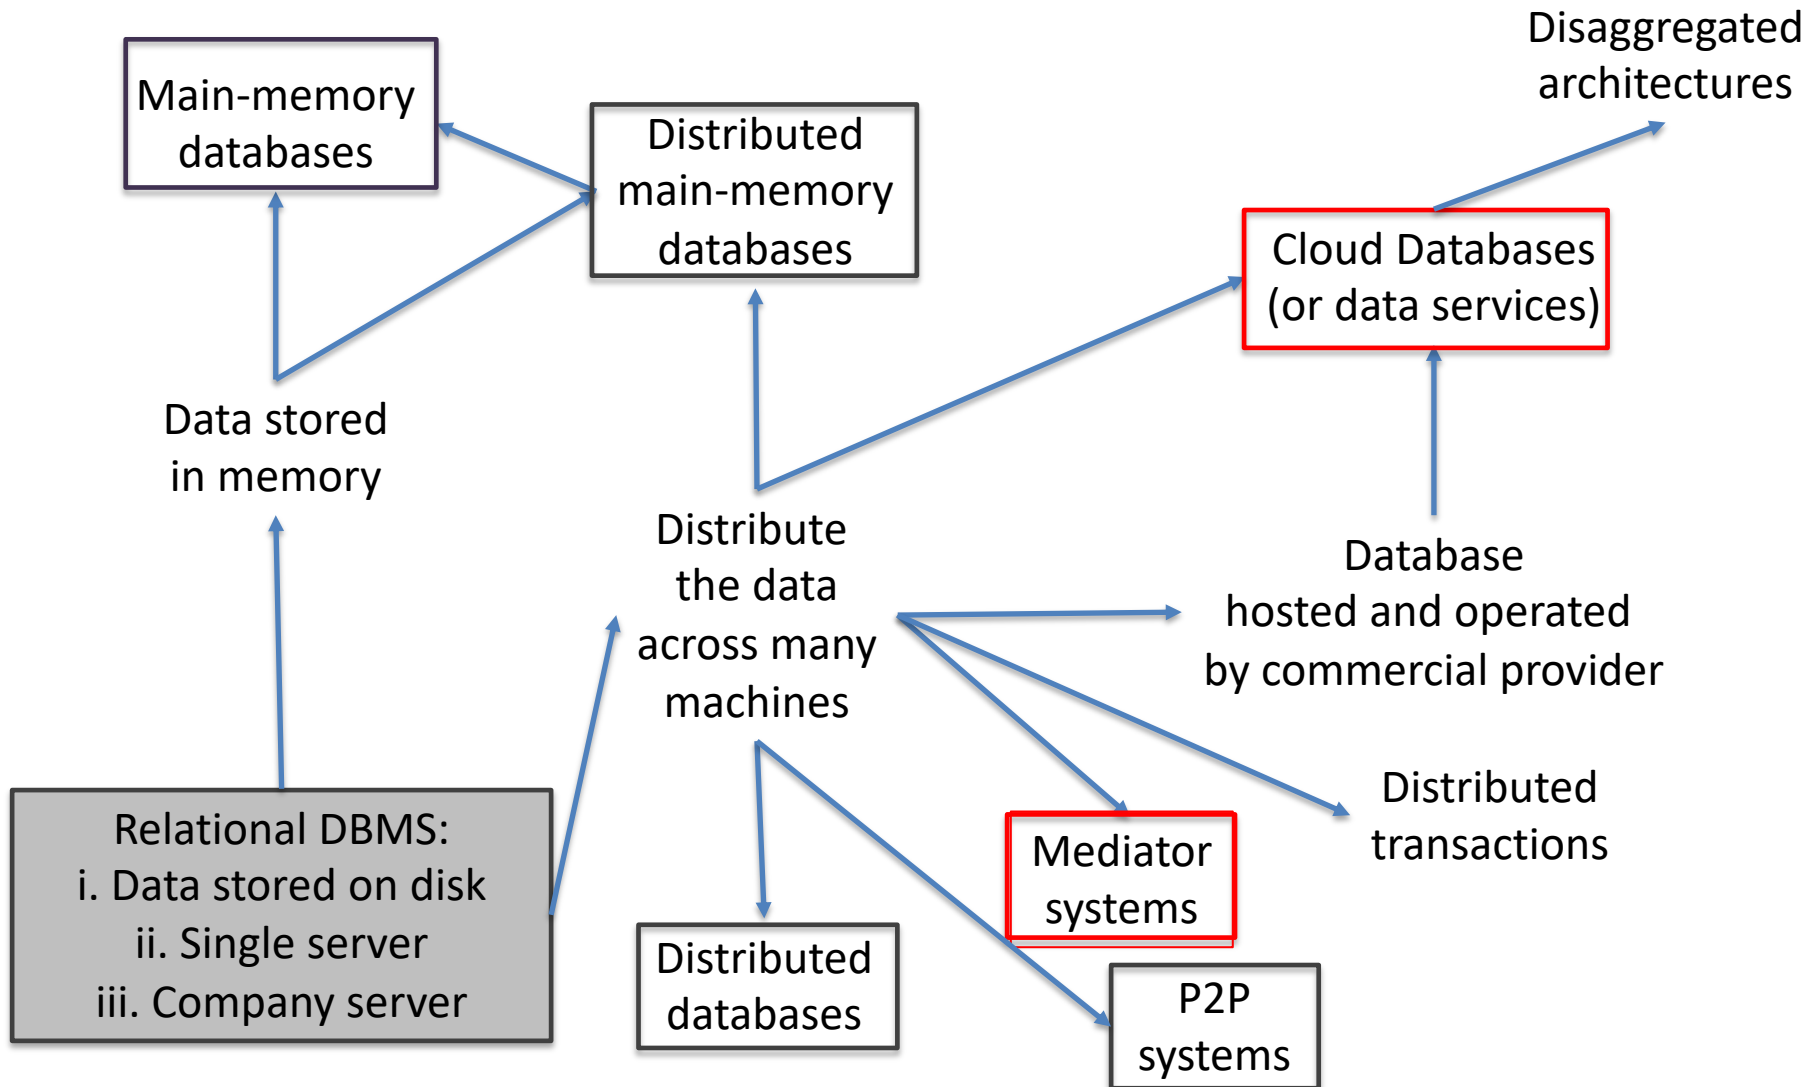 Disaggregated
architectures
Main-memory
databases
Distributed
main-memory
databases
Cloud Databases
(or data services)
Data stored
in memory
Distribute
the data
across many
machines
Database
hosted and operated
by commercial provider
Distributed
transactions
Relational DBMS:
i. Data stored on disk
ii. Single server
iii. Company server
Mediator
systems
Distributed
databases
P2P
systems